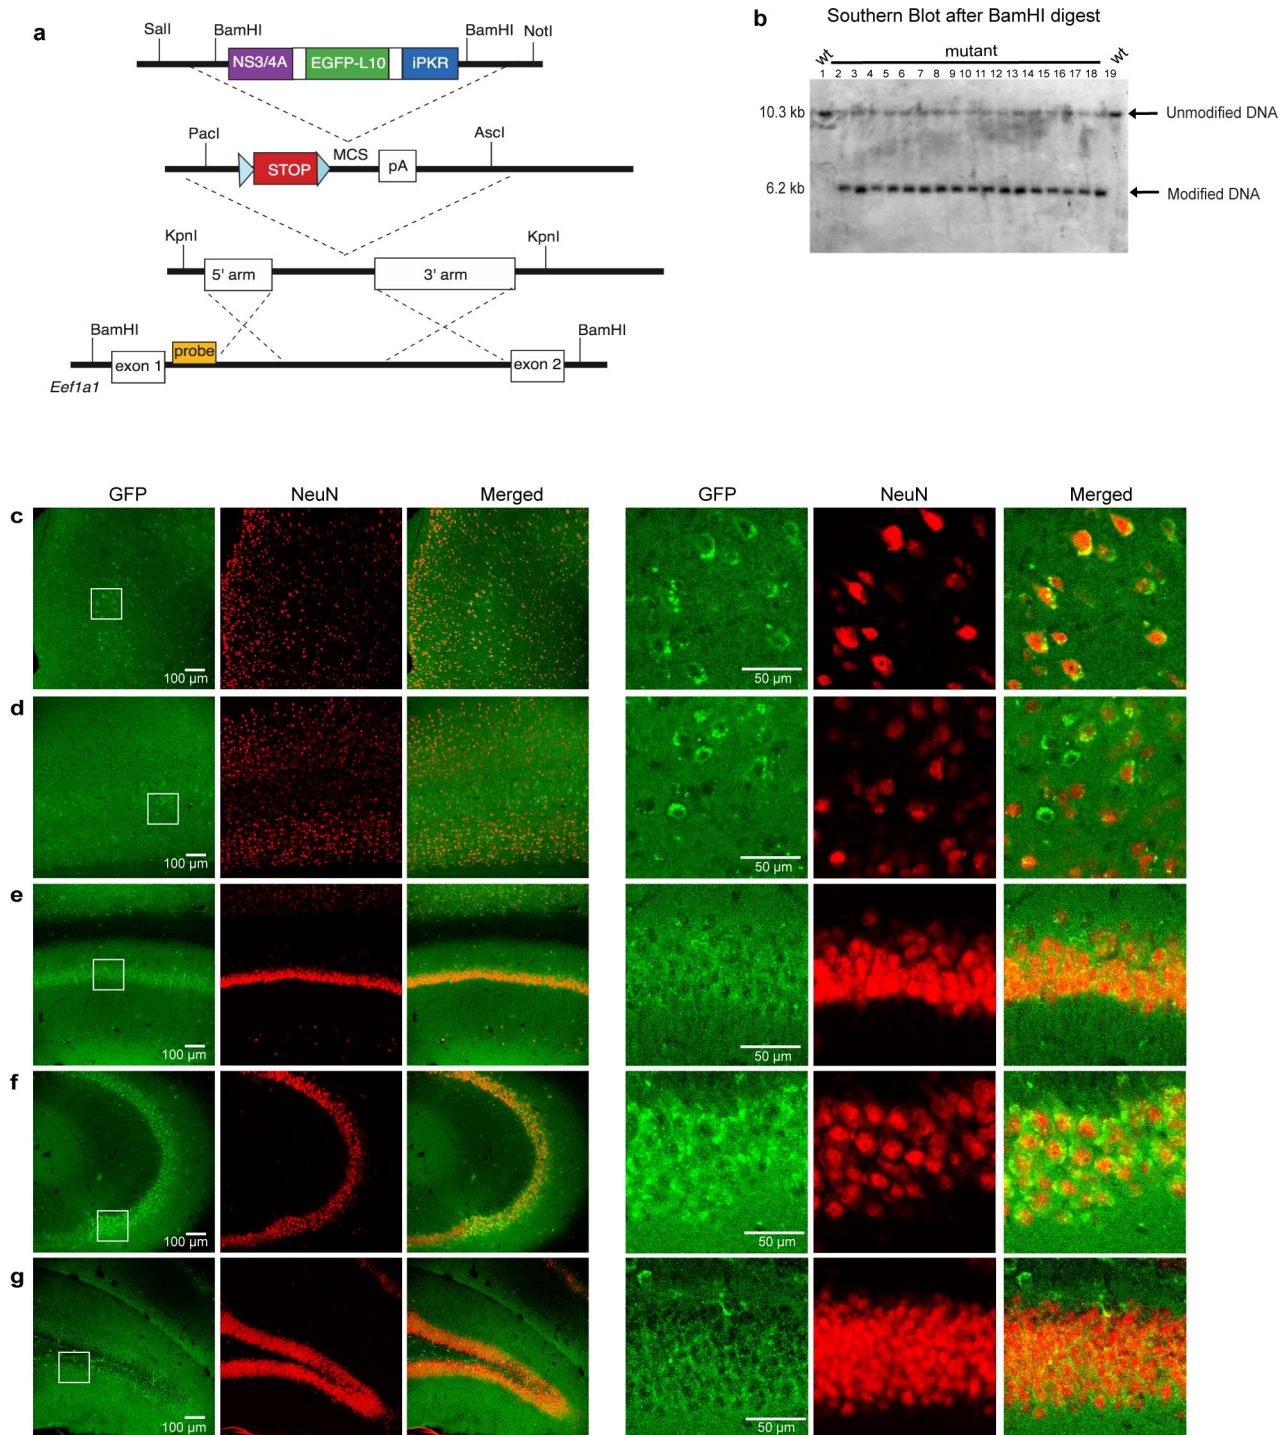 a
SalI BamHI BamHI NotI
NS3/4A EGFP-L10 iPKR
PacI MCS AscI
STOP pA
KpnI KpnI
5' arm 3' arm
BamHI BamHI
probe
exon 1 exon 2
Eef1a1
b Southern Blot after BamHI digest
wt mutant wt
1 2 3 4 5 6 7 8 9 10 11 12 13 14 15 16 17 18 19
10.3 kb Unmodified DNA
6.2 kb Modified DNA
GFP NeuN Merged GFP NeuN Merged
c
100 µm 50 µm
d
100 µm 50 µm
e
100 µm 50 µm
f
100 µm 50 µm
g
100 µm 50 µm